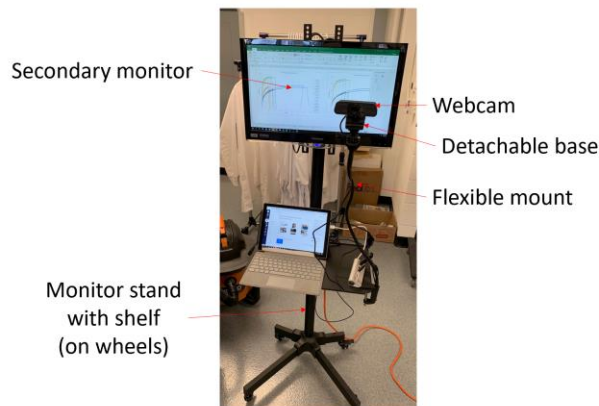 Secondary monitor
Webcam
Detachable base
Flexible mount
Monitor stand
with shelf
(on wheels)